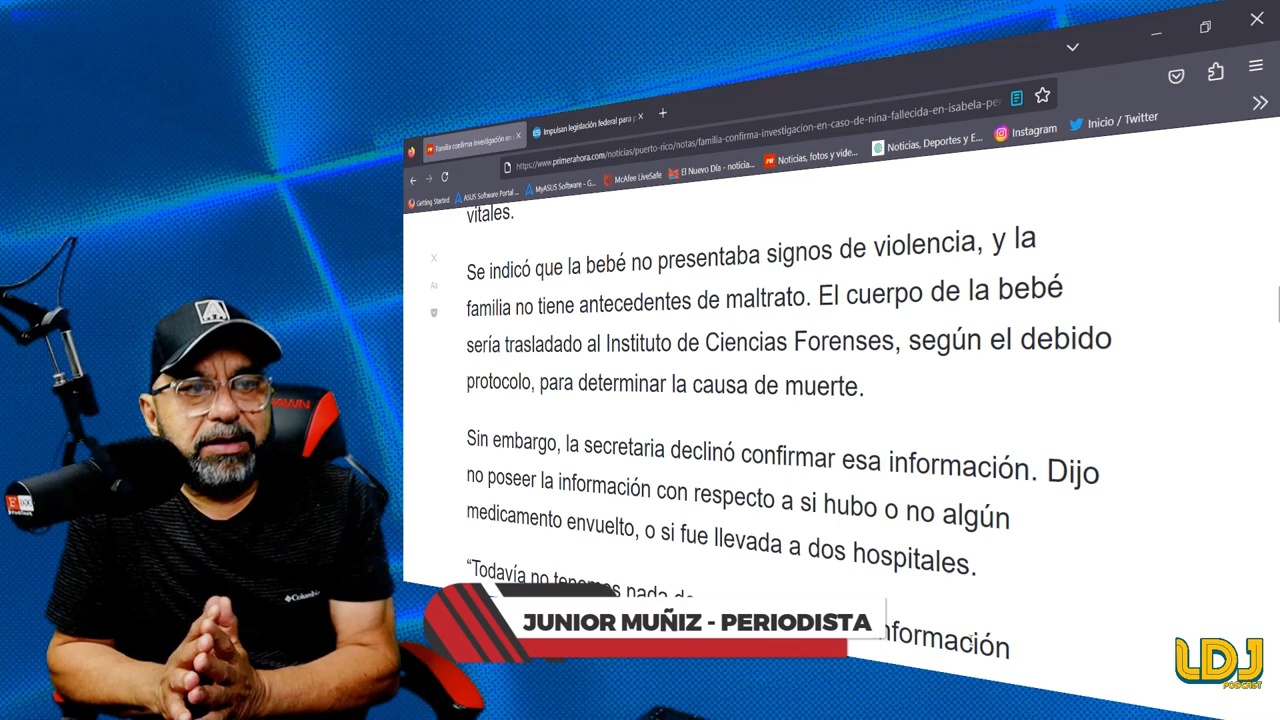 Familia confirma investigación en
Impulsan legislación federal para p
https://www.primerahora.com/noticias/puerto-rico/notas/familia-confirma-investigacion-en-caso-de-nina-fallecida-en-isabela-pe
Getting Started
ASUS Software Portal...
MyASUS Software - G...
McAfee LiveSafe
El Nuevo Día - noticia...
Noticias, fotos y vide...
Noticias, Deportes y E...
Instagram
Inicio / Twitter
vitales.
Se indicó que la bebé no presentaba signos de violencia, y la
familia no tiene antecedentes de maltrato. El cuerpo de la bebé
sería trasladado al Instituto de Ciencias Forenses, según el debido
protocolo, para determinar la causa de muerte.
Sin embargo, la secretaria declinó confirmar esa información. Dijo
no poseer la información con respecto a si hubo o no algún
medicamento envuelto, o si fue llevada a dos hospitales.
“Todavía no tenemos nada de
información
JUNIOR MUÑIZ - PERIODISTA
Columbia
LDJ
PODCAST
Aa